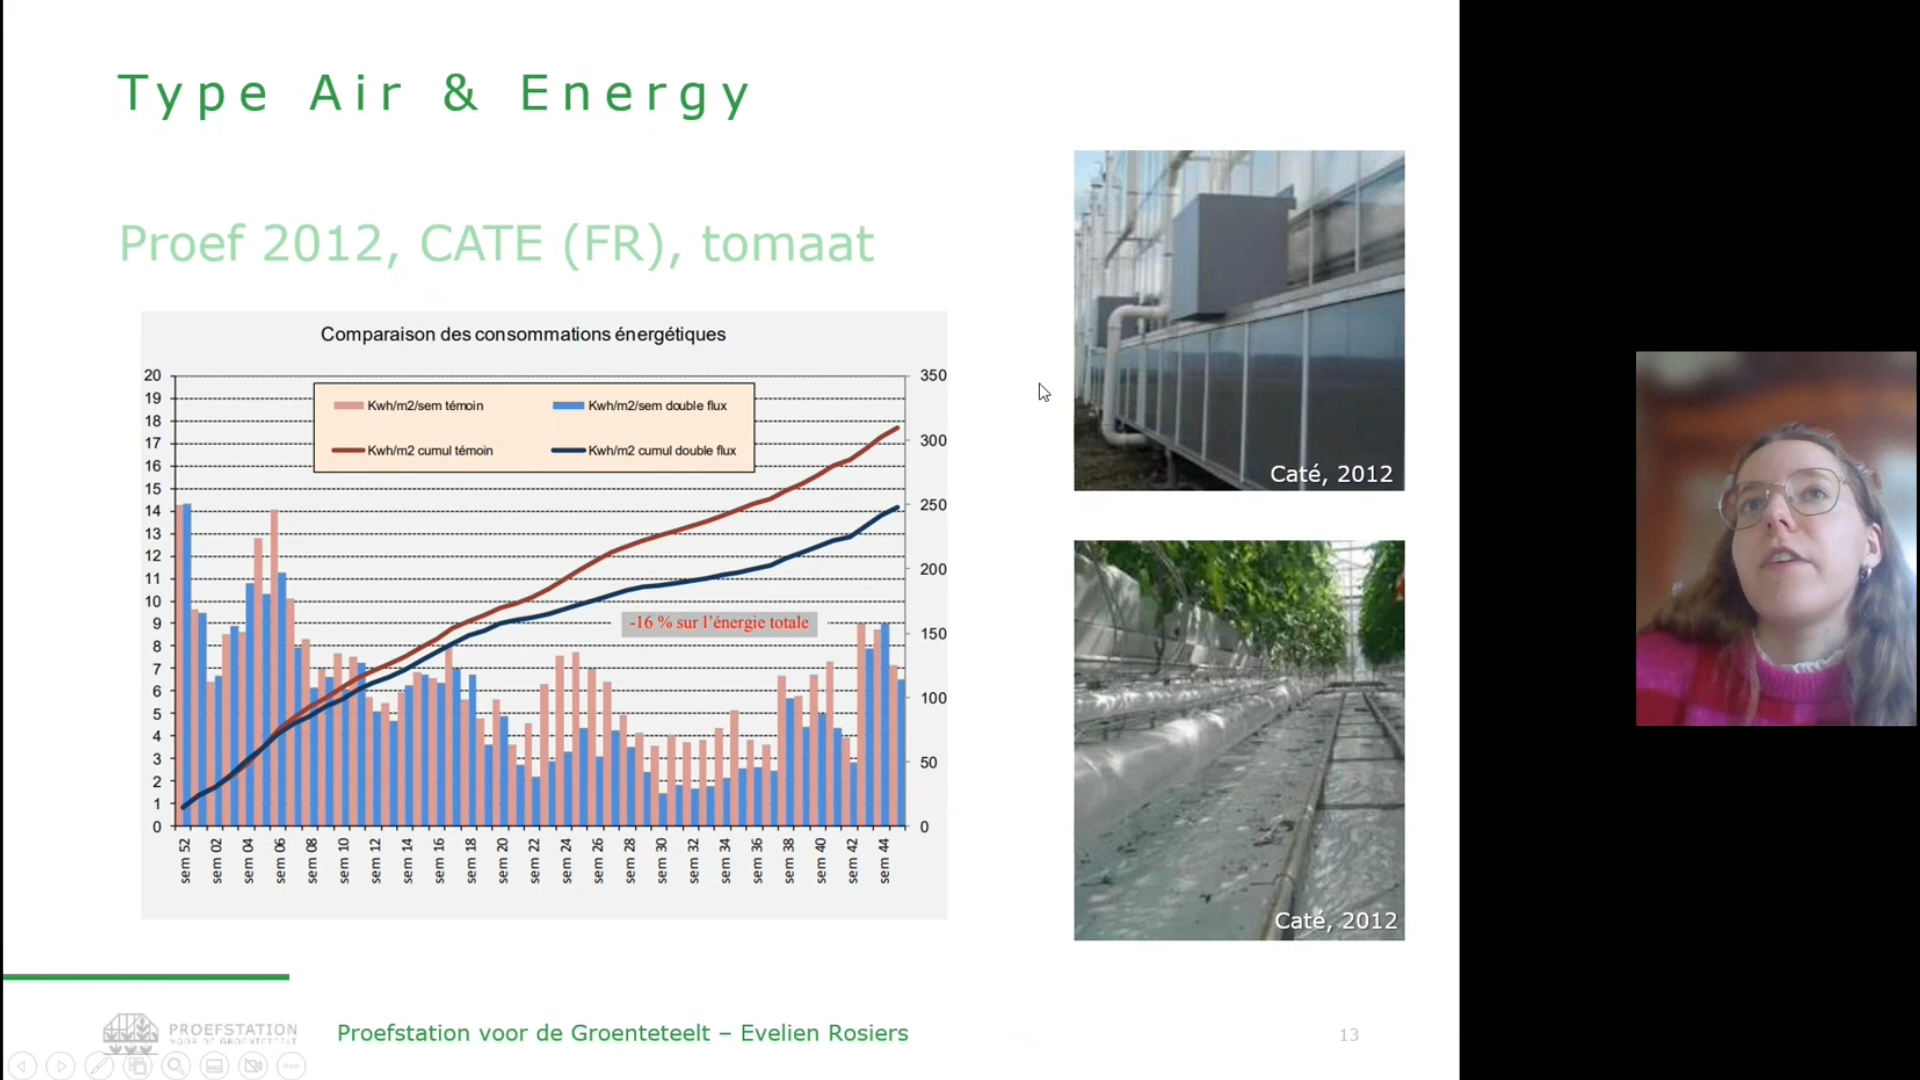 Type Air & Energy
Proef 2012, CATE (FR), tomaat
Comparaison des consommations énergétiques
20
19
18
17
16
15
14
13
12
11
10
9
8
7
6
5
4
3
2
1
0
350
300
250
200
150
100
50
0
Kwh/m2/sem témoin
Kwh/m2/sem double flux
Kwh/m2 cumul témoin
Kwh/m2 cumul double flux
-16 % sur l'énergie totale
sem 52
sem 02
sem 04
sem 06
sem 08
sem 10
sem 12
sem 14
sem 16
sem 18
sem 20
sem 22
sem 24
sem 26
sem 28
sem 30
sem 32
sem 34
sem 36
sem 38
sem 40
sem 42
sem 44
Caté, 2012
Caté, 2012
PROEFSTATION
VOOR DE GROENTETEELT
Proefstation voor de Groenteteelt – Evelien Rosiers
13